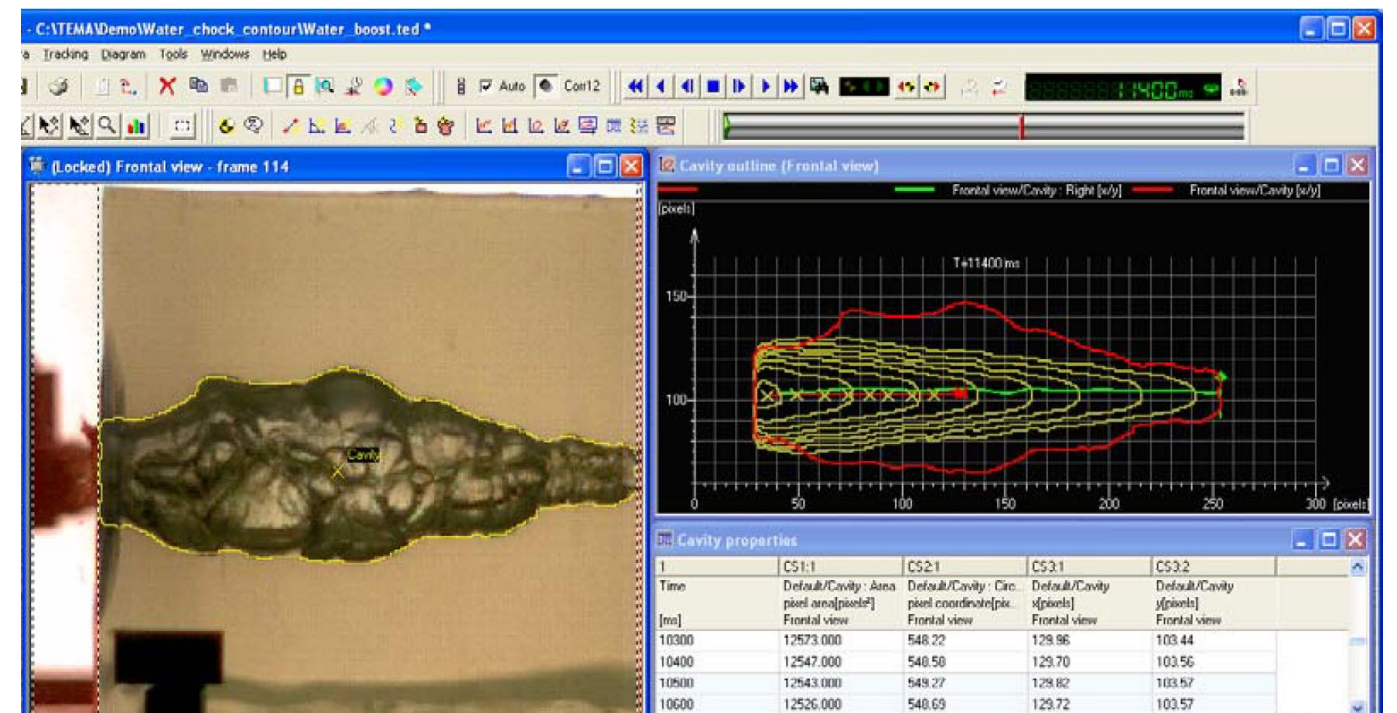 - C:\TEMA\Demo\Water_chock_contour\Water_boost.ted *
a Tracking Diagram Tools Windows Help
Auto Corr12 11400 ms
(Locked) Frontal view - frame 114
Cavity
Cavity outline (Frontal view)
Frontal view/Cavity : Right [x/y] Frontal view/Cavity [x/y]
[pixels]
T+11400 ms
150
100
0 50 100 150 200 250 300 [pixels]
Cavity properties
1 CS1:1 CS2:1 CS3:1 CS3:2
Time Default/Cavity : Area Default/Cavity : Circ... Default/Cavity Default/Cavity
pixel area[pixels²] pixel coordinate[pix... x[pixels] y[pixels]
[ms] Frontal view Frontal view Frontal view Frontal view
10300 12573.000 548.22 129.96 103.44
10400 12547.000 548.58 129.70 103.56
10500 12543.000 549.27 129.82 103.57
10600 12526.000 548.69 129.72 103.57